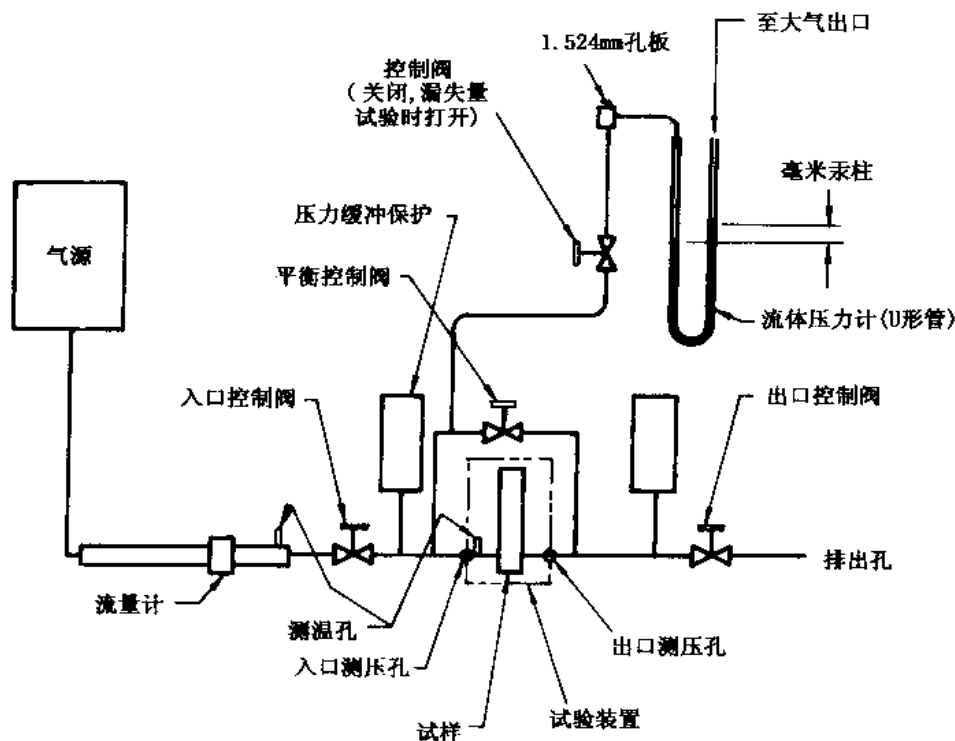 至大气出口
1.524mm孔板
控制阀
(关闭,漏失量
试验时打开)
毫米汞柱
压力缓冲保护
气源
平衡控制阀
流体压力计(U形管)
入口控制阀
出口控制阀
排出孔
流量计
测温孔
出口测压孔
入口测压孔
试验装置
试样